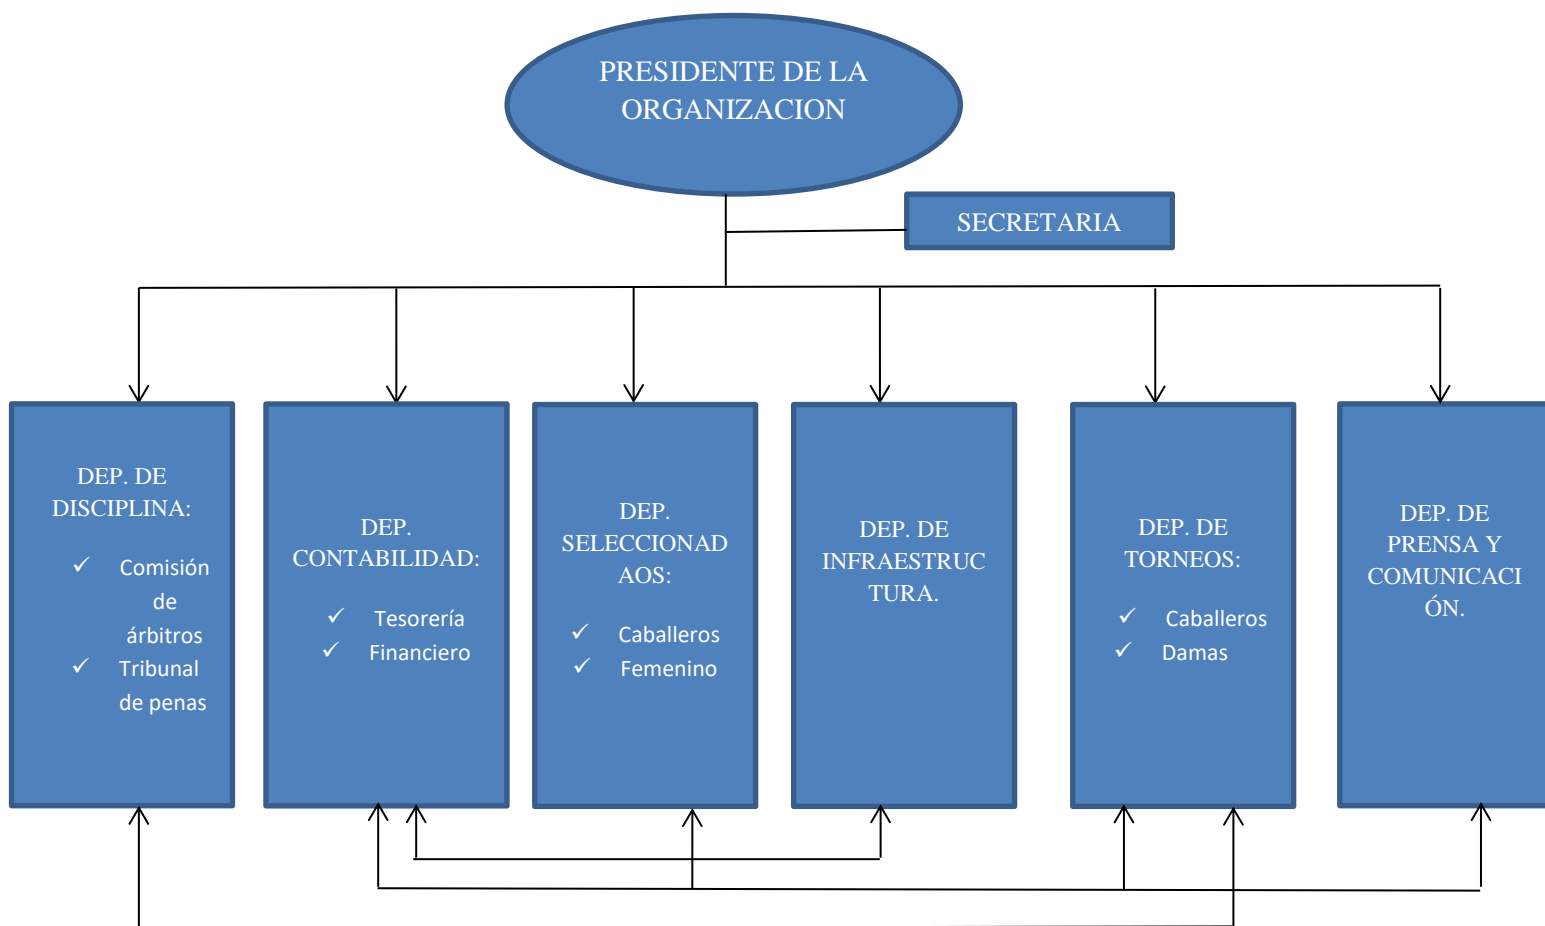 PRESIDENTE DE LA
ORGANIZACION
SECRETARIA
DEP. DE
DISCIPLINA:
✓ Comisión
de
árbitros
✓ Tribunal
de penas
DEP.
CONTABILIDAD:
✓ Tesorería
✓ Financiero
DEP.
SELECCIONAD
AOS:
✓ Caballeros
✓ Femenino
DEP. DE
INFRAESTRUC
TURA.
DEP. DE
TORNEOS:
✓ Caballeros
✓ Damas
DEP. DE
PRENSA Y
COMUNICACI
ÓN.